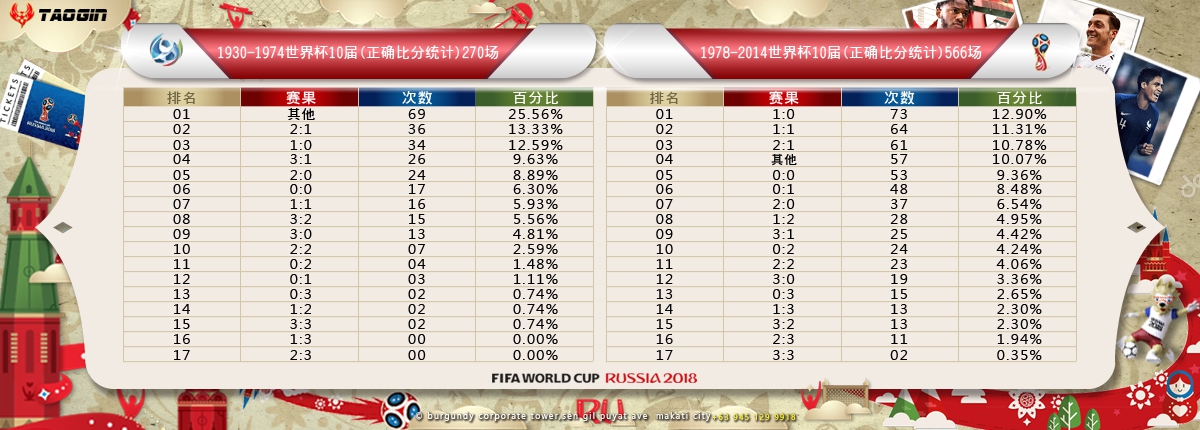 TAOGIN
1930-1974世界杯10届(正确比分统计)270场
排名 赛果 次数 百分比
01 其他 69 25.56%
02 2:1 36 13.33%
03 1:0 34 12.59%
04 3:1 26 9.63%
05 2:0 24 8.89%
06 0:0 17 6.30%
07 1:1 16 5.93%
08 3:2 15 5.56%
09 3:0 13 4.81%
10 2:2 07 2.59%
11 0:2 04 1.48%
12 0:1 03 1.11%
13 0:3 02 0.74%
14 1:2 02 0.74%
15 3:3 02 0.74%
16 1:3 00 0.00%
17 2:3 00 0.00%
1978-2014世界杯10届(正确比分统计)566场
排名 赛果 次数 百分比
01 1:0 73 12.90%
02 1:1 64 11.31%
03 2:1 61 10.78%
04 其他 57 10.07%
05 0:0 53 9.36%
06 0:1 48 8.48%
07 2:0 37 6.54%
08 1:2 28 4.95%
09 3:1 25 4.42%
10 0:2 24 4.24%
11 2:2 23 4.06%
12 3:0 19 3.36%
13 0:3 15 2.65%
14 1:3 13 2.30%
15 3:2 13 2.30%
16 2:3 11 1.94%
17 3:3 02 0.35%
TICKETS
FIFA WORLD CUP RUSSIA 2018
RU
© burgundy corporate tower,sen gil puyat ave makati city+63 945 129 9918